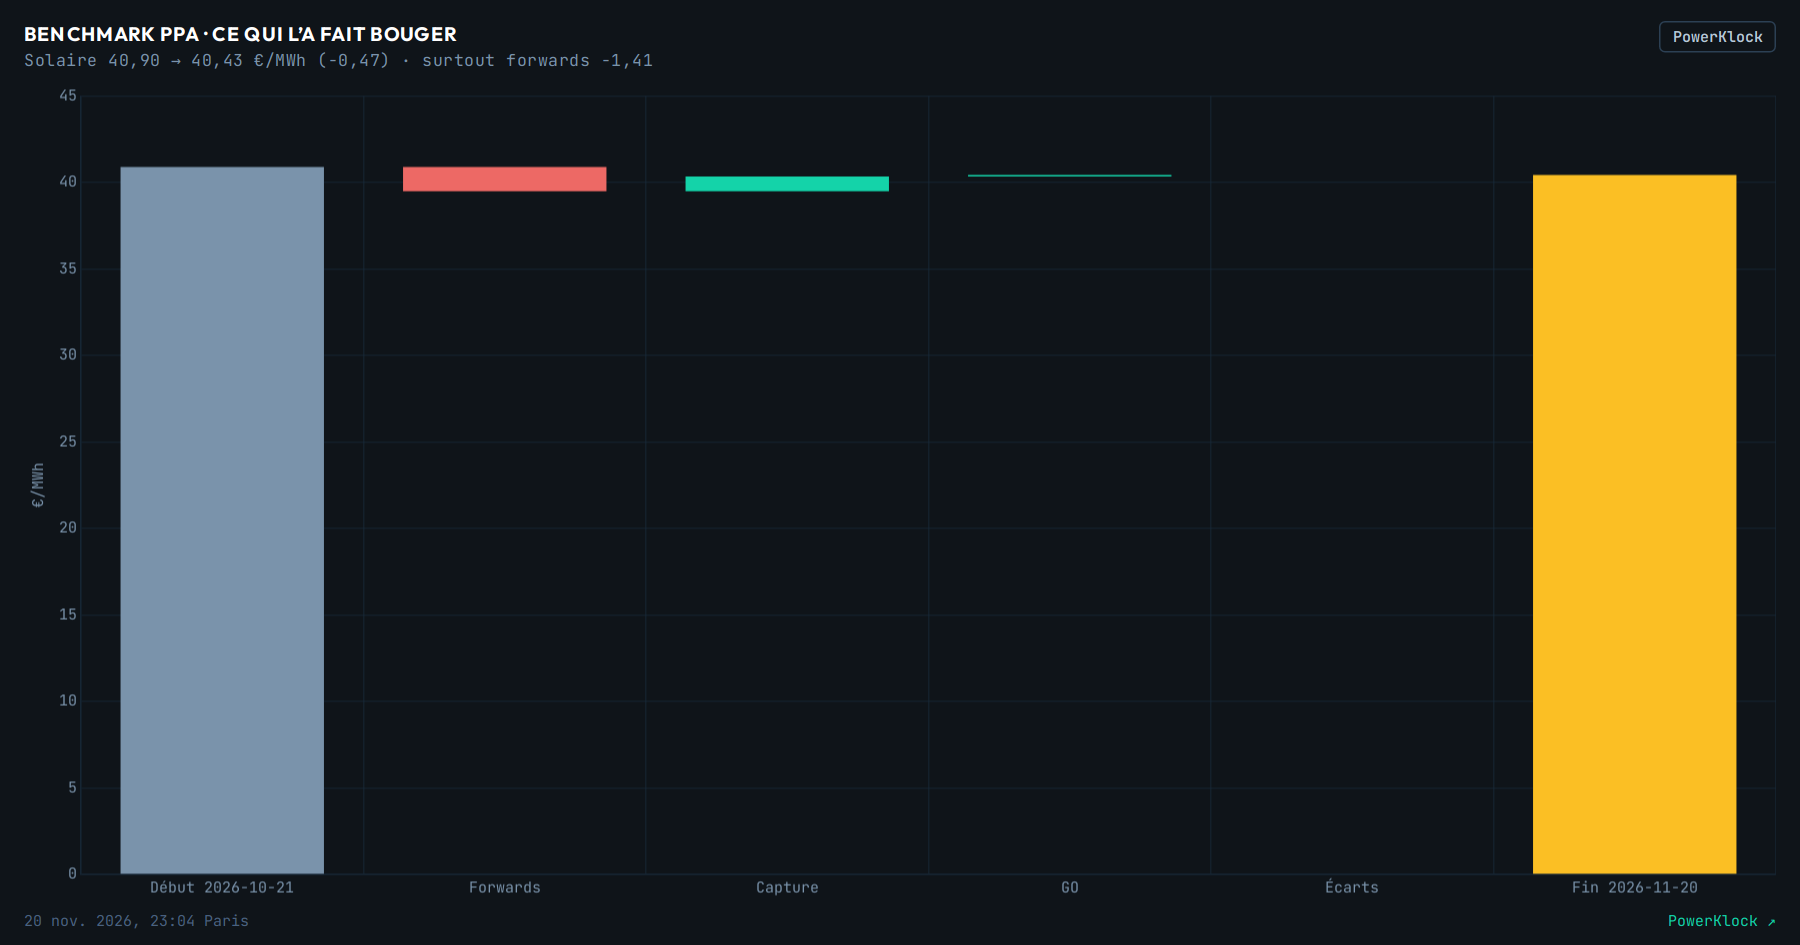 BENCHMARK PPA · CE QUI L’A FAIT BOUGER
PowerKlock
Solaire 40,90 → 40,43 €/MWh (-0,47) · surtout forwards -1,41
45
40
35
30
25
20
15
10
5
0
€/MWh
Début 2026-10-21
Forwards
Capture
GO
Écarts
Fin 2026-11-20
20 nov. 2026, 23:04 Paris
PowerKlock ↗